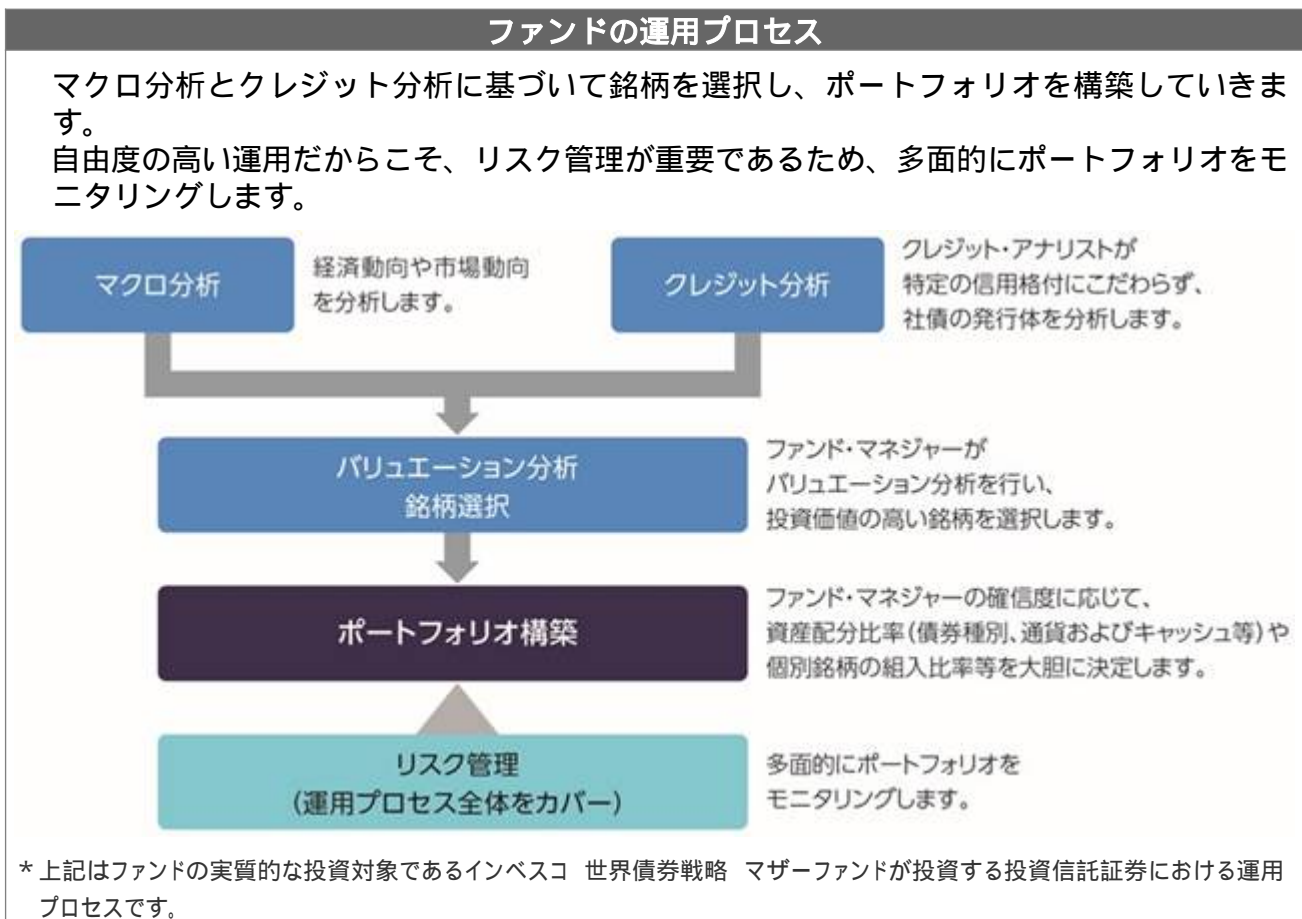 ファンドの運用プロセス
マクロ分析とクレジット分析に基づいて銘柄を選択し、ポートフォリオを構築していきま
す。
自由度の高い運用だからこそ、リスク管理が重要であるため、多面的にポートフォリオをモ
ニタリングします。
マクロ分析
経済動向や市場動向
を分析します。
クレジット分析
クレジット・アナリストが
特定の信用格付にこだわらず、
社債の発行体を分析します。
バリュエーション分析
銘柄選択
ファンド・マネジャーが
バリュエーション分析を行い、
投資価値の高い銘柄を選択します。
ポートフォリオ構築
ファンド・マネジャーの確信度に応じて、
資産配分比率(債券種別、通貨およびキャッシュ等)や
個別銘柄の組入比率等を大胆に決定します。
リスク管理
(運用プロセス全体をカバー)
多面的にポートフォリオを
モニタリングします。
*上記はファンドの実質的な投資対象であるインベスコ 世界債券戦略 マザーファンドが投資する投資信託証券における運用
プロセスです。